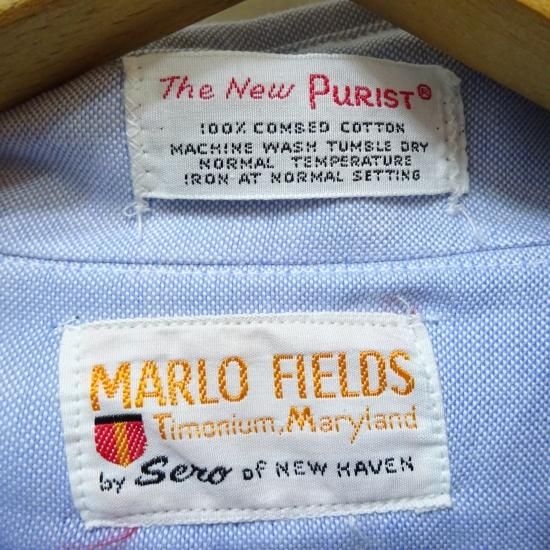 The New PURIST®
100% COMBED COTTON
MACHINE WASH TUMBLE DRY
NORMAL TEMPERATURE
IRON AT NORMAL SETTING
MARLO FIELDS
Timonium, Maryland
by Sero OF NEW HAVEN